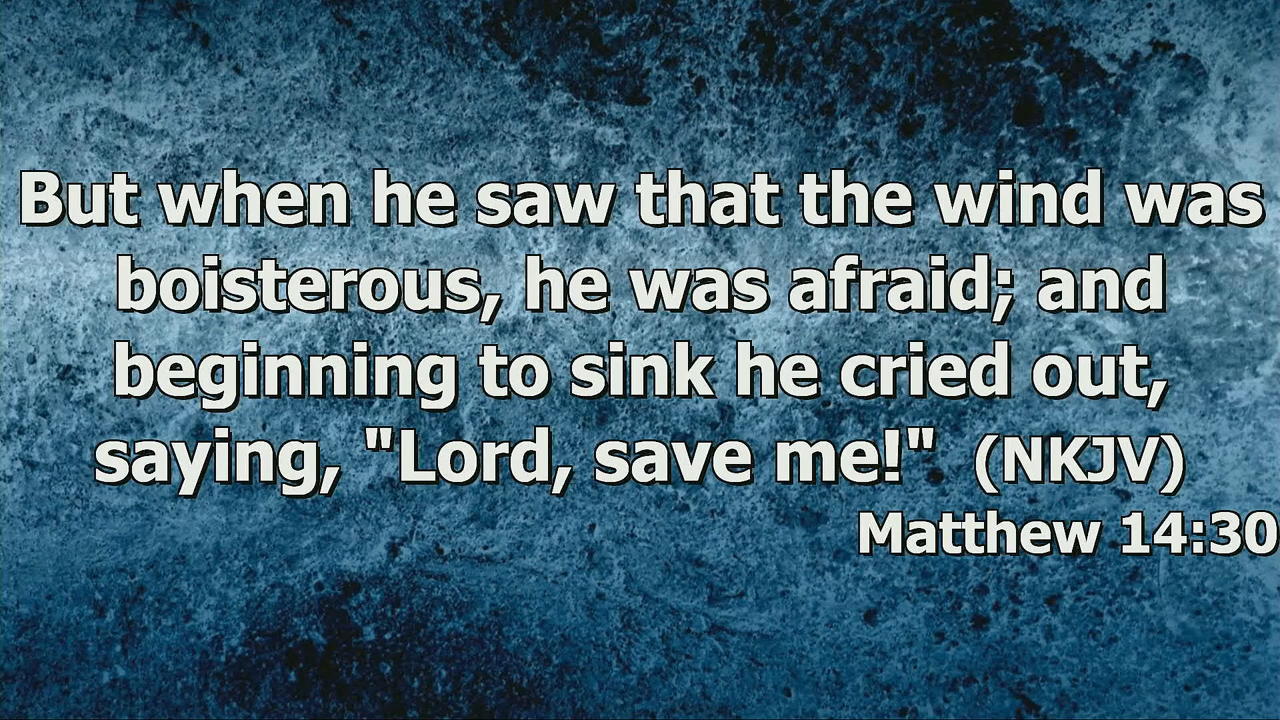 But when he saw that the wind was
boisterous, he was afraid; and
beginning to sink he cried out,
saying, "Lord, save me!" (NKJV)
Matthew 14:30